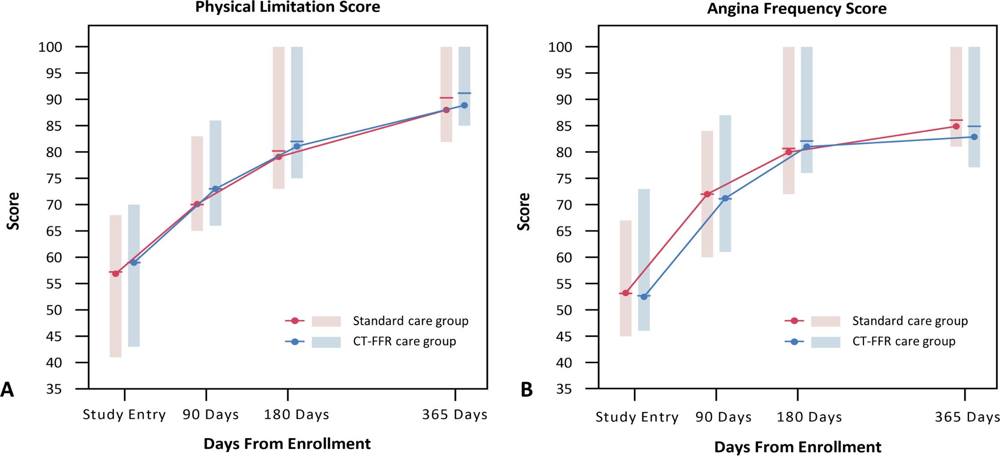 Physical Limitation Score
100
95
90
85
80
75
70
65
60
55
50
45
40
35
Score
Standard care group
CT-FFR care group
A
Study Entry 90 Days 180 Days 365 Days
Days From Enrollment
Angina Frequency Score
100
95
90
85
80
75
70
65
60
55
50
45
40
35
Score
Standard care group
CT-FFR care group
B
Study Entry 90 Days 180 Days 365 Days
Days From Enrollment